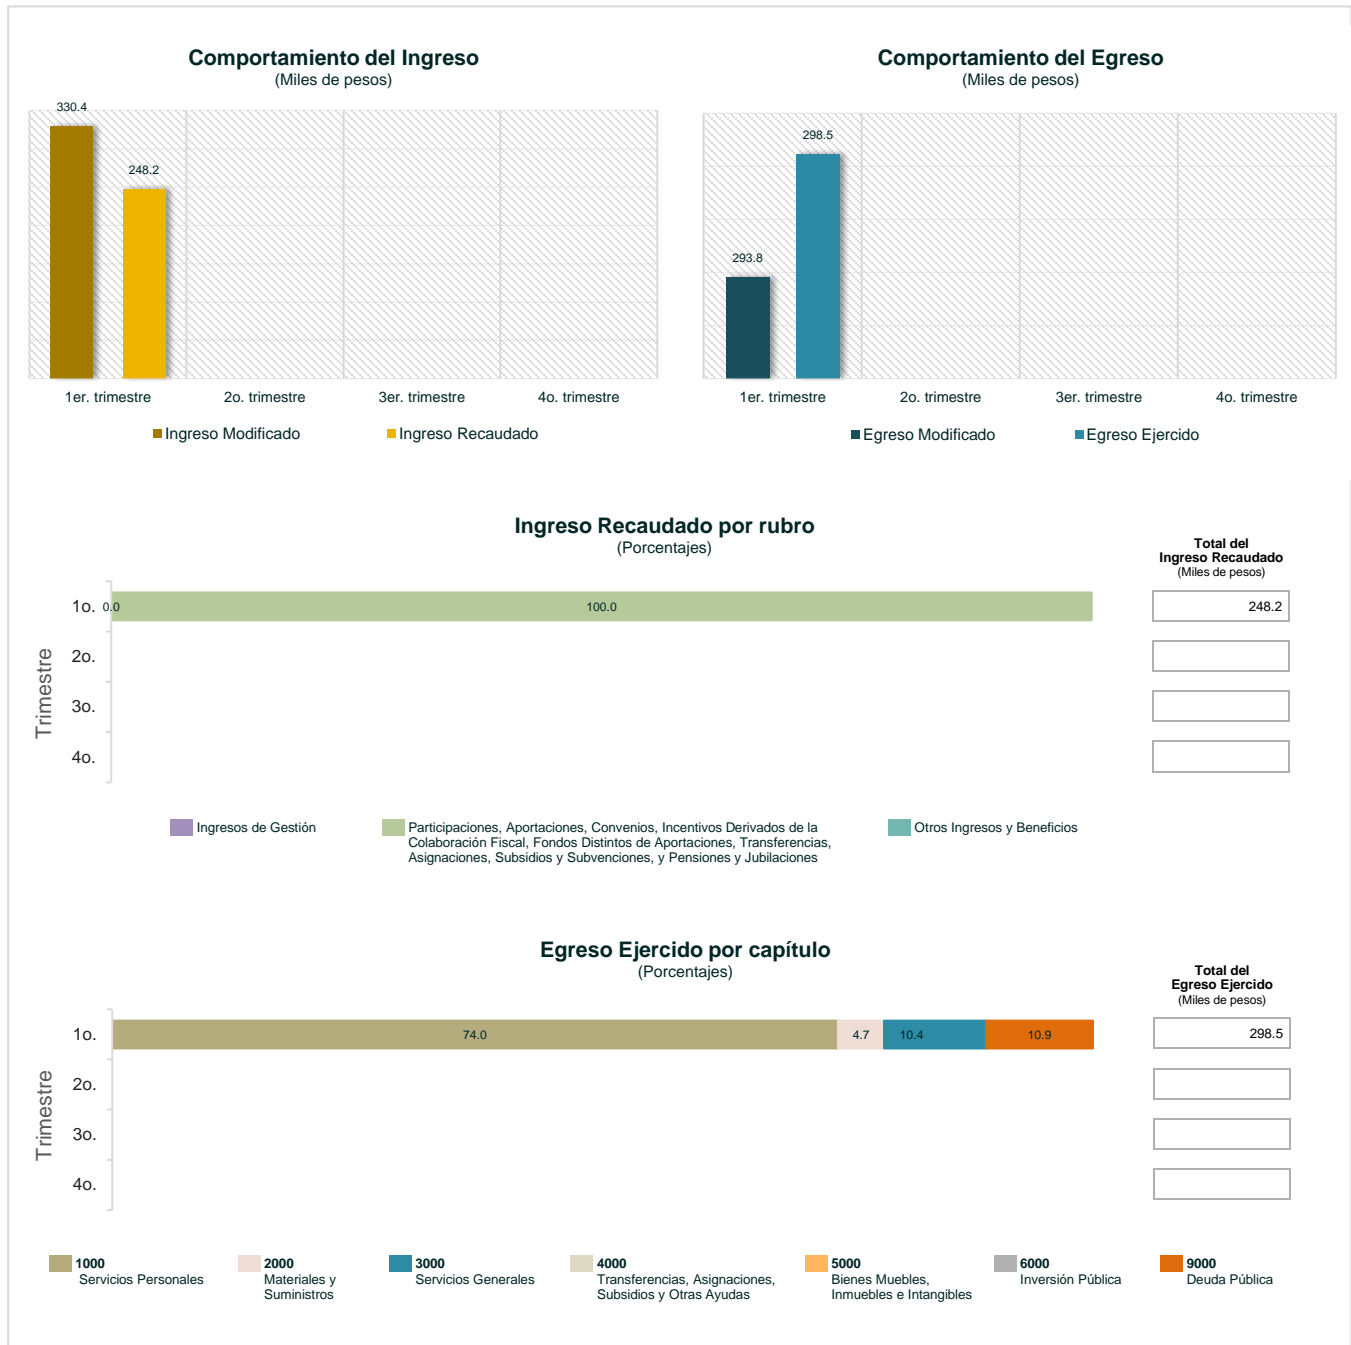 Comportamiento del Ingreso
(Miles de pesos)
330.4
248.2
1er. trimestre
2o. trimestre
3er. trimestre
4o. trimestre
Ingreso Modificado
Ingreso Recaudado
Comportamiento del Egreso
(Miles de pesos)
298.5
293.8
1er. trimestre
2o. trimestre
3er. trimestre
4o. trimestre
Egreso Modificado
Egreso Ejercido
Ingreso Recaudado por rubro
(Porcentajes)
Total del
Ingreso Recaudado
(Miles de pesos)
Trimestre
1o.
0.0
100.0
248.2
2o.
3o.
4o.
Ingresos de Gestión
Participaciones, Aportaciones, Convenios, Incentivos Derivados de la
Colaboración Fiscal, Fondos Distintos de Aportaciones, Transferencias,
Asignaciones, Subsidios y Subvenciones, y Pensiones y Jubilaciones
Otros Ingresos y Beneficios
Egreso Ejercido por capítulo
(Porcentajes)
Total del
Egreso Ejercido
(Miles de pesos)
Trimestre
1o.
74.0
4.7
10.4
10.9
298.5
2o.
3o.
4o.
1000
Servicios Personales
2000
Materiales y
Suministros
3000
Servicios Generales
4000
Transferencias, Asignaciones,
Subsidios y Otras Ayudas
5000
Bienes Muebles,
Inmuebles e Intangibles
6000
Inversión Pública
9000
Deuda Pública